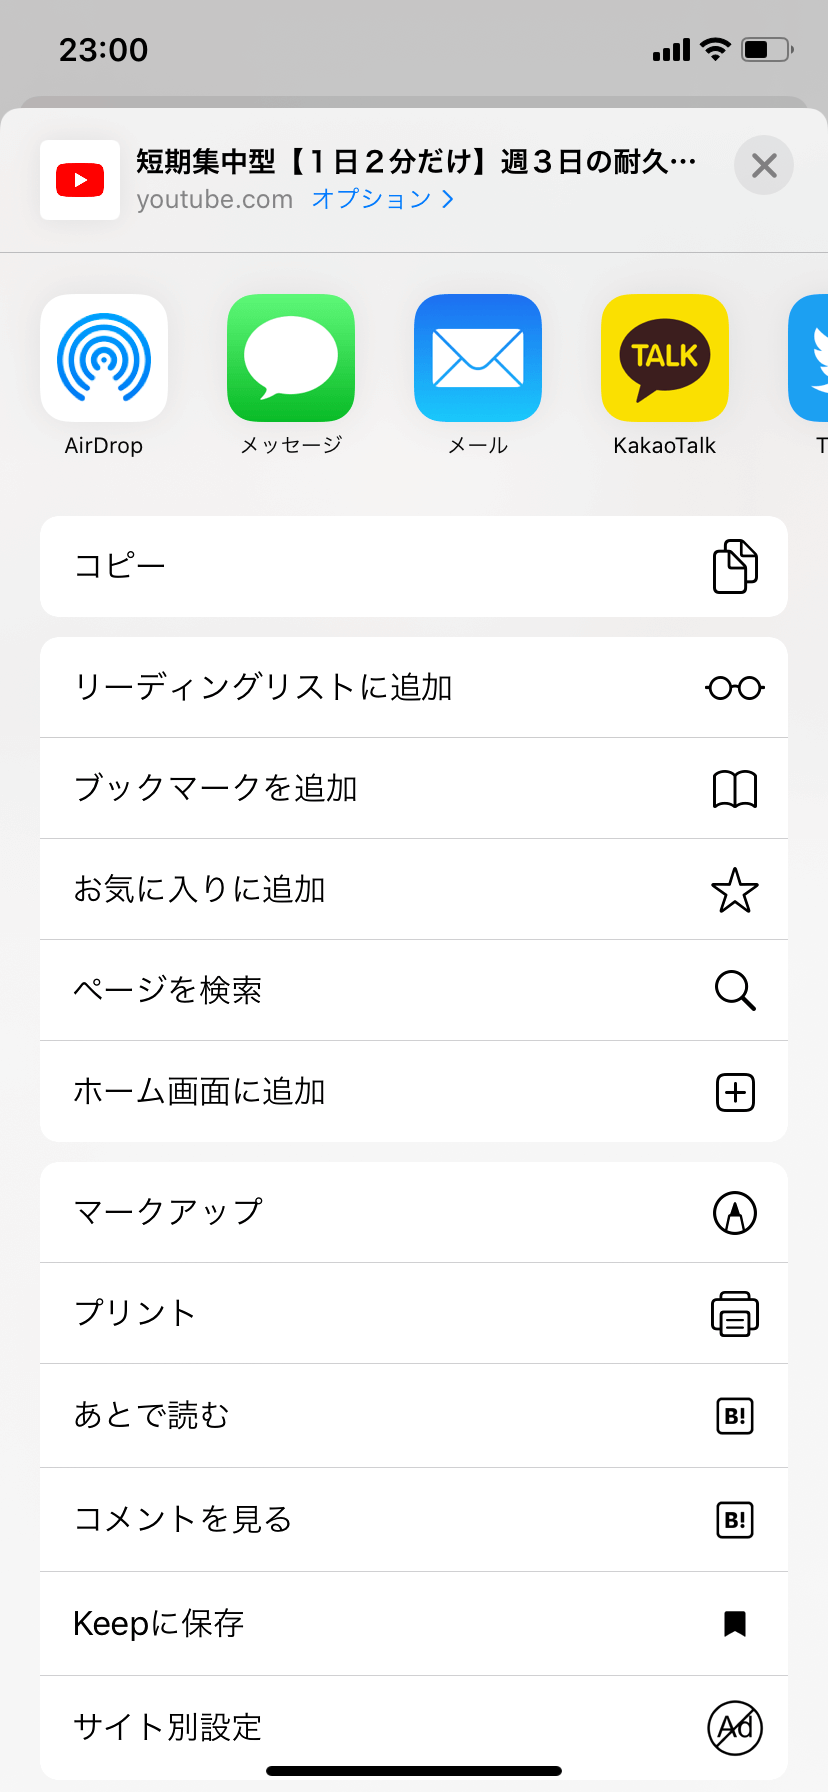 23:00
短期集中型【１日２分だけ】週３日の耐久…
youtube.com オプション
TALK
AirDrop メッセージ メール KakaoTalk T
コピー
リーディングリストに追加
ブックマークを追加
お気に入りに追加
ページを検索
ホーム画面に追加
マークアップ
プリント
あとで読む B!
コメントを見る B!
Keepに保存
サイト別設定 Ad